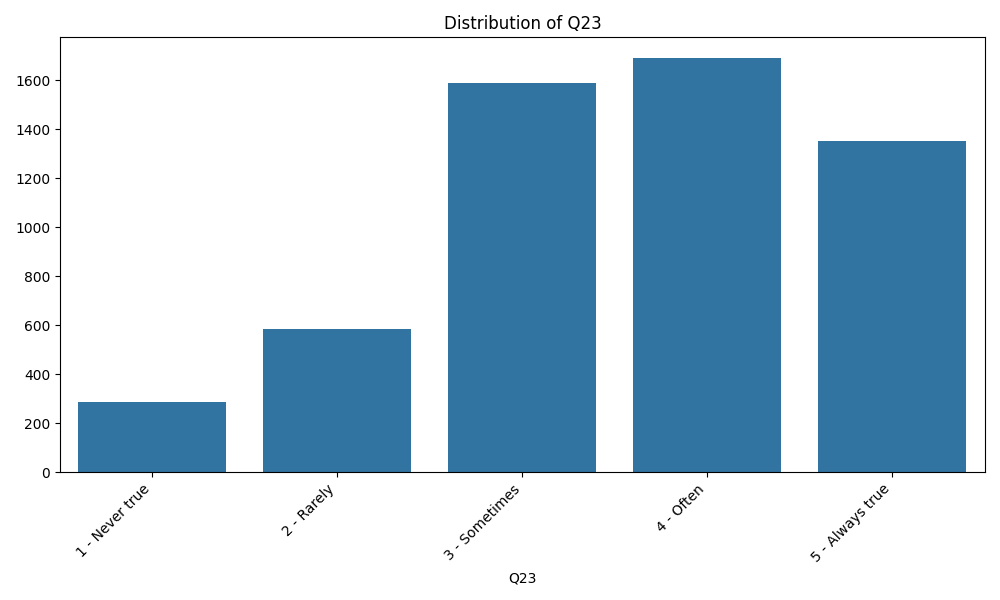 Distribution of Q23
1600
1400
1200
1000
800
600
400
200
0
1 - Never true
2 - Rarely
3 - Sometimes
4 - Often
5 - Always true
Q23